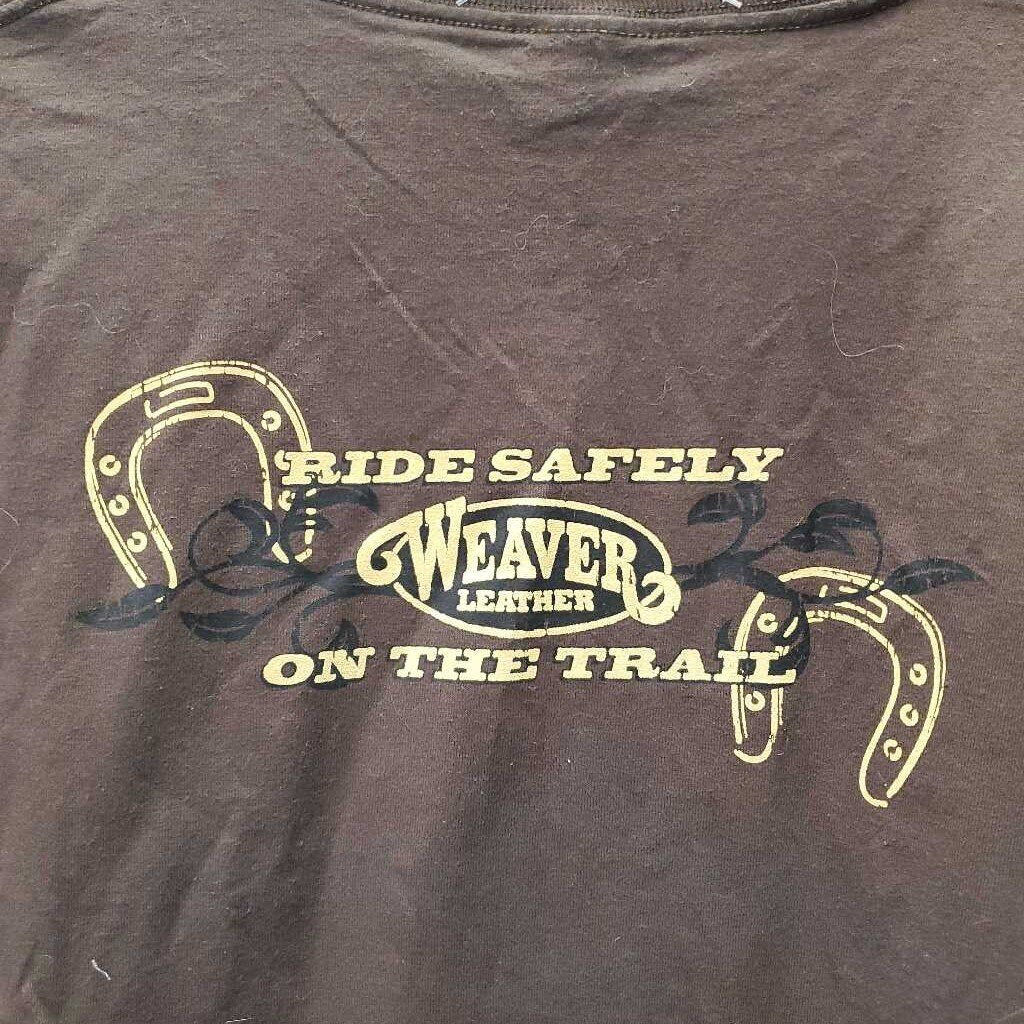 RIDE SAFELY
WEAVER
LEATHER
ON THE TRAIL